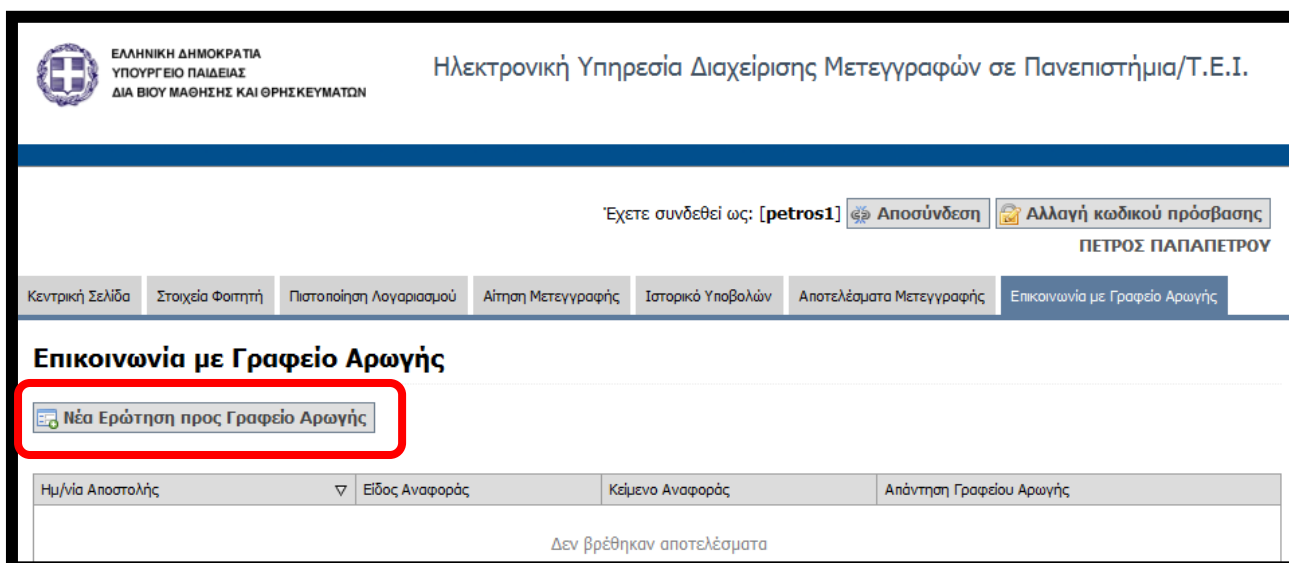 ΕΛΛΗΝΙΚΗ ΔΗΜΟΚΡΑΤΙΑ
ΥΠΟΥΡΓΕΙΟ ΠΑΙΔΕΙΑΣ
ΔΙΑ ΒΙΟΥ ΜΑΘΗΣΗΣ ΚΑΙ ΘΡΗΣΚΕΥΜΑΤΩΝ
Ηλεκτρονική Υπηρεσία Διαχείρισης Μετεγγραφών σε Πανεπιστήμια/Τ.Ε.Ι.
Έχετε συνδεθεί ως: [petros1] Αποσύνδεση Αλλαγή κωδικού πρόσβασης
ΠΕΤΡΟΣ ΠΑΠΑΠΕΤΡΟΥ
Κεντρική Σελίδα Στοιχεία Φοιτητή Πιστοποίηση Λογαριασμού Αίτηση Μετεγγραφής Ιστορικό Υποβολών Αποτελέσματα Μετεγγραφής Επικοινωνία με Γραφείο Αρωγής
Επικοινωνία με Γραφείο Αρωγής
Νέα Ερώτηση προς Γραφείο Αρωγής
Ημ/νία Αποστολής Είδος Αναφοράς Κείμενο Αναφοράς Απάντηση Γραφείου Αρωγής
Δεν βρέθηκαν αποτελέσματα